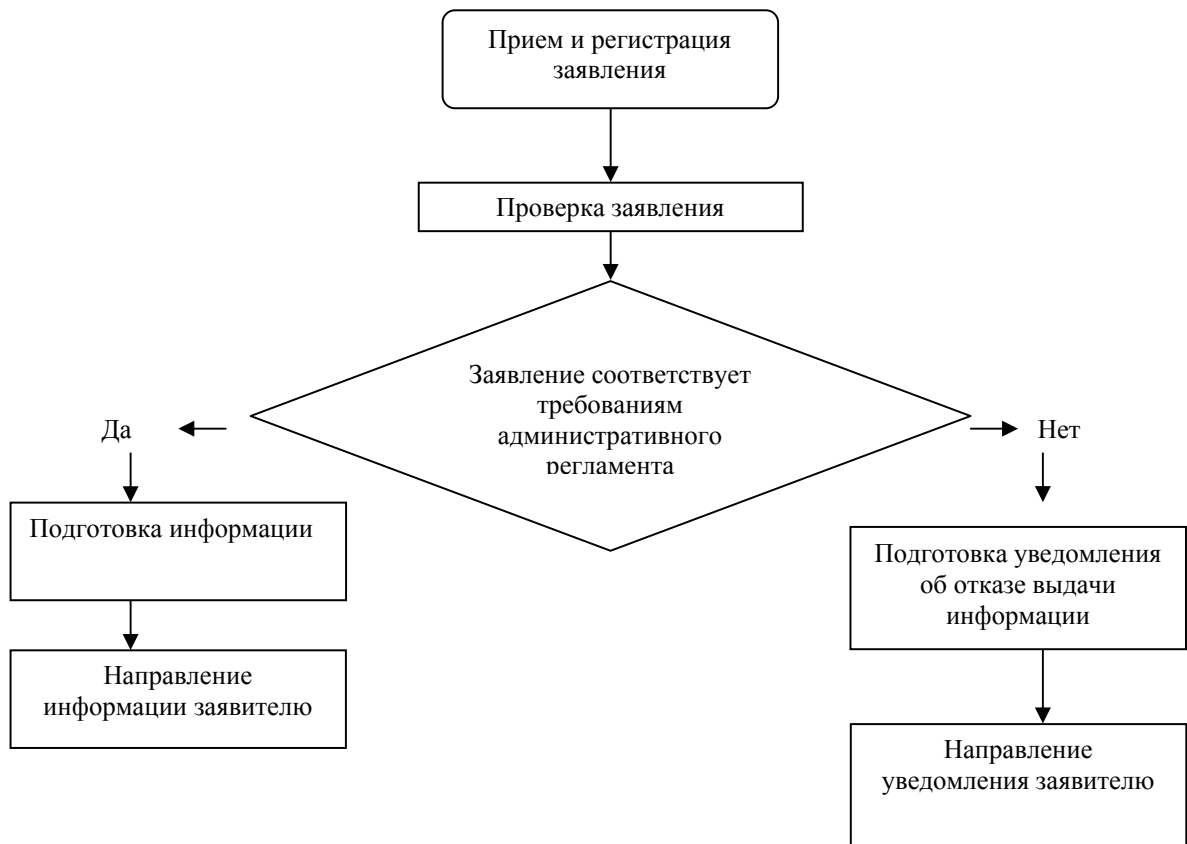 Прием и регистрация
заявления
Проверка заявления
Заявление соответствует
требованиям
административного
регламента
Да
Нет
Подготовка информации
Направление
информации заявителю
Подготовка уведомления
об отказе выдачи
информации
Направление
уведомления заявителю